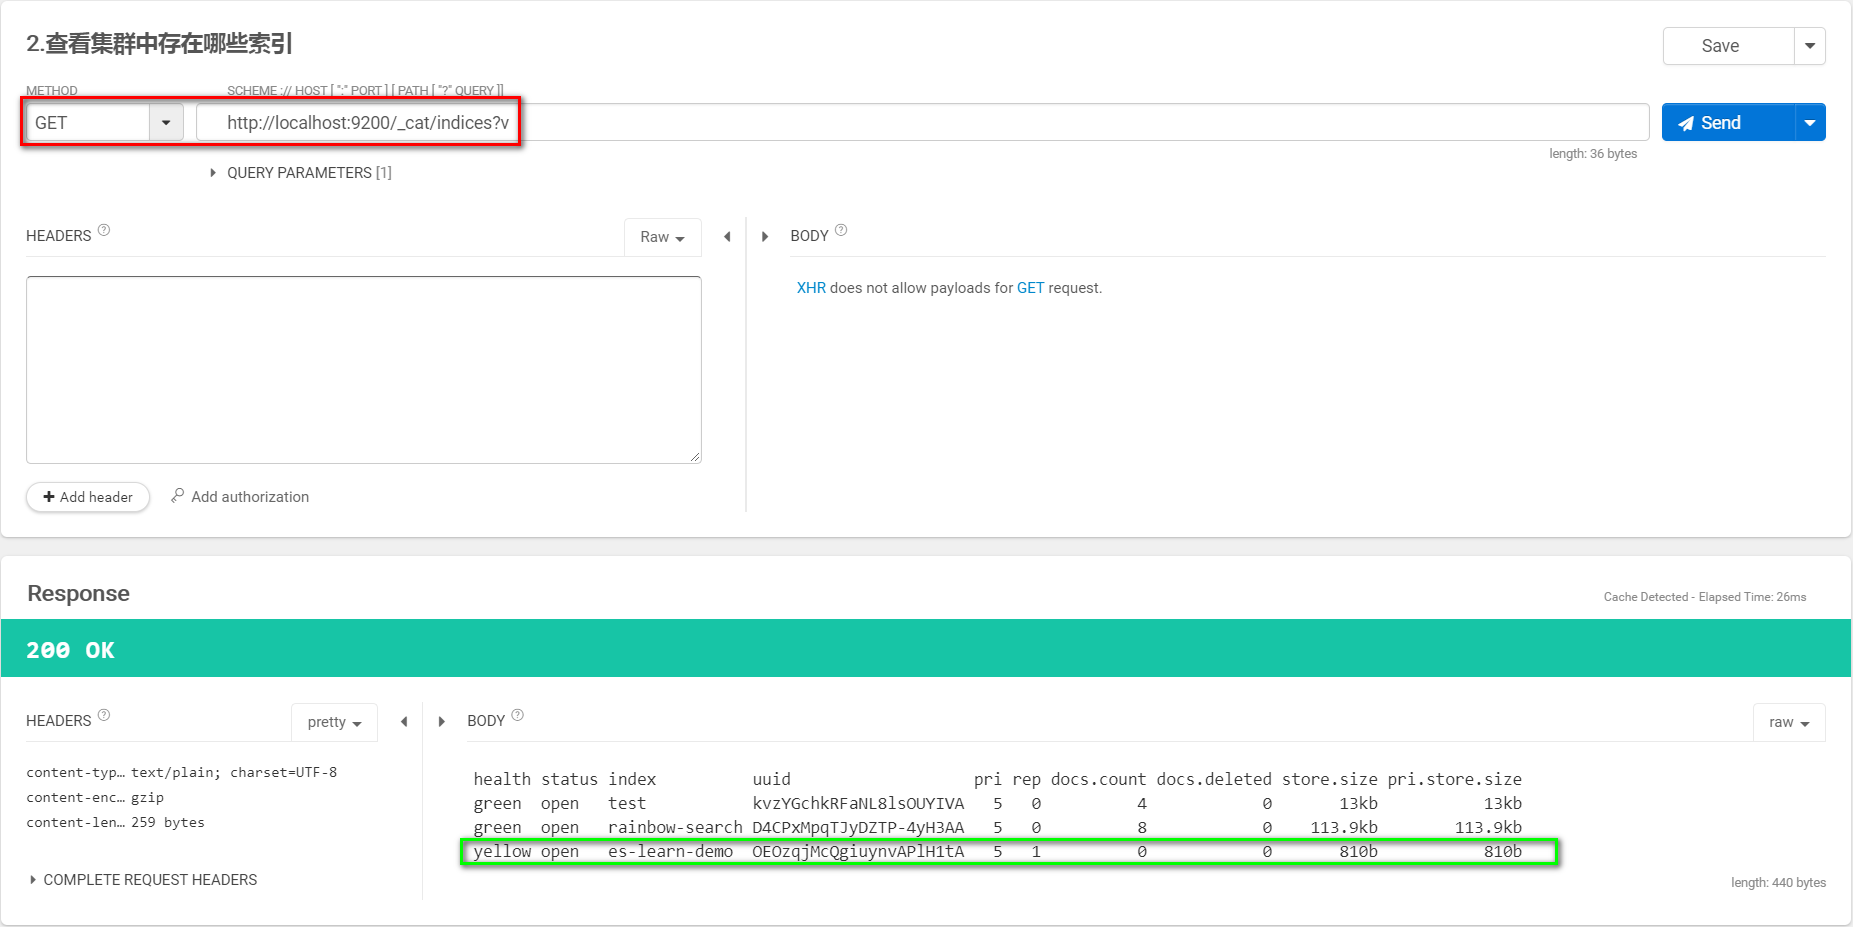 2.查看集群中存在哪些索引
Save
METHOD
SCHEME :// HOST [ ":" PORT ] [ PATH [ "?" QUERY ]]
GET
http://localhost:9200/_cat/indices?v
Send
length: 36 bytes
QUERY PARAMETERS [1]
HEADERS ?
Raw
BODY ?
XHR does not allow payloads for GET request.
+ Add header
Add authorization
Response
Cache Detected - Elapsed Time: 26ms
200 OK
HEADERS ?
pretty
BODY ?
raw
content-typ... text/plain; charset=UTF-8
content-enc... gzip
content-len... 259 bytes
COMPLETE REQUEST HEADERS
health status index uuid pri rep docs.count docs.deleted store.size pri.store.size
green open test kvzYGchkRFaNL8lsOUYIVA 5 0 4 0 13kb 13kb
green open rainbow-search D4CPxMpqTJyDZTP-4yH3AA 5 0 8 0 113.9kb 113.9kb
yellow open es-learn-demo OEOzqjMcQgiuynvAPlH1tA 5 1 0 0 810b 810b
length: 440 bytes